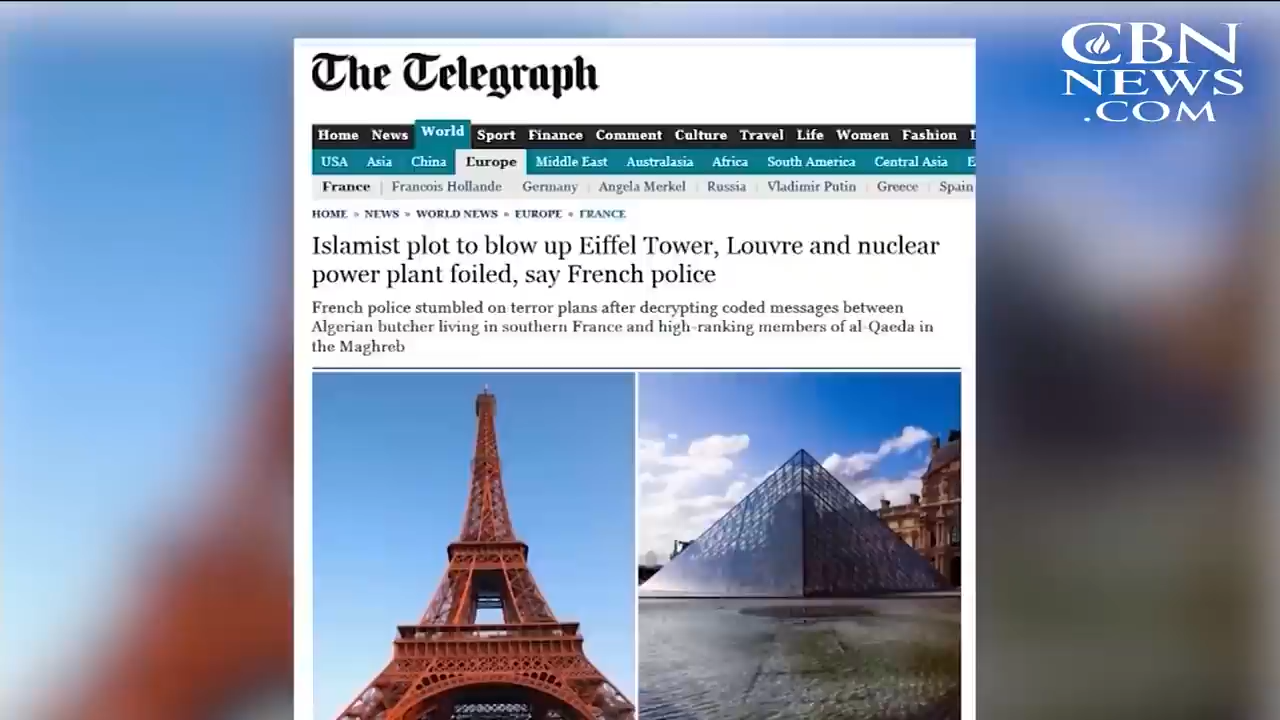 CBN
NEWS
.COM
The Telegraph
Home News World Sport Finance Comment Culture Travel Life Women Fashion
USA Asia China Europe Middle East Australasia Africa South America Central Asia
France Francois Hollande Germany Angela Merkel Russia Vladimir Putin Greece Spain
HOME » NEWS » WORLD NEWS » EUROPE » FRANCE
Islamist plot to blow up Eiffel Tower, Louvre and nuclear
power plant foiled, say French police
French police stumbled on terror plans after decrypting coded messages between
Algerian butcher living in southern France and high-ranking members of al-Qaeda in
the Maghreb